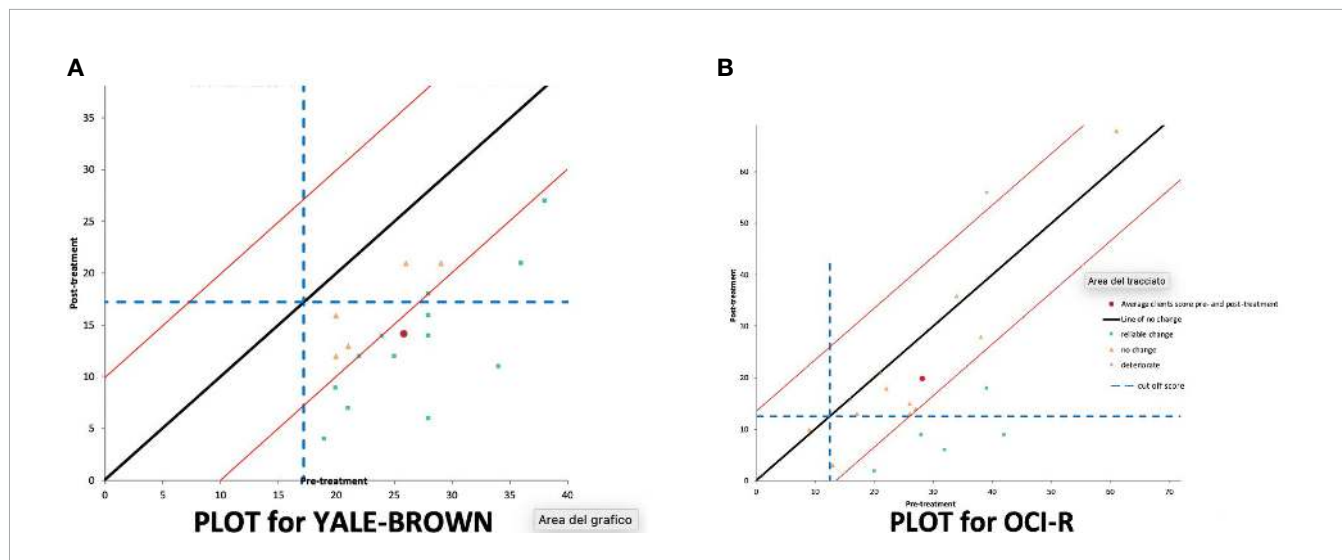 A
B
35
30
25
20
15
10
5
0
Post-treatment
0 5 10 15 20 25 30 35 40
Pre-treatment
PLOT for YALE-BROWN
Area del grafico
60
50
40
30
20
10
0
Post-treatment
0 10 20 30 40 50 60 70
Pre-treatment
PLOT for OCI-R
Area del tracciato
Average clients score pre- and post-treatment
Line of no change
reliable change
no change
deteriorate
cut off score